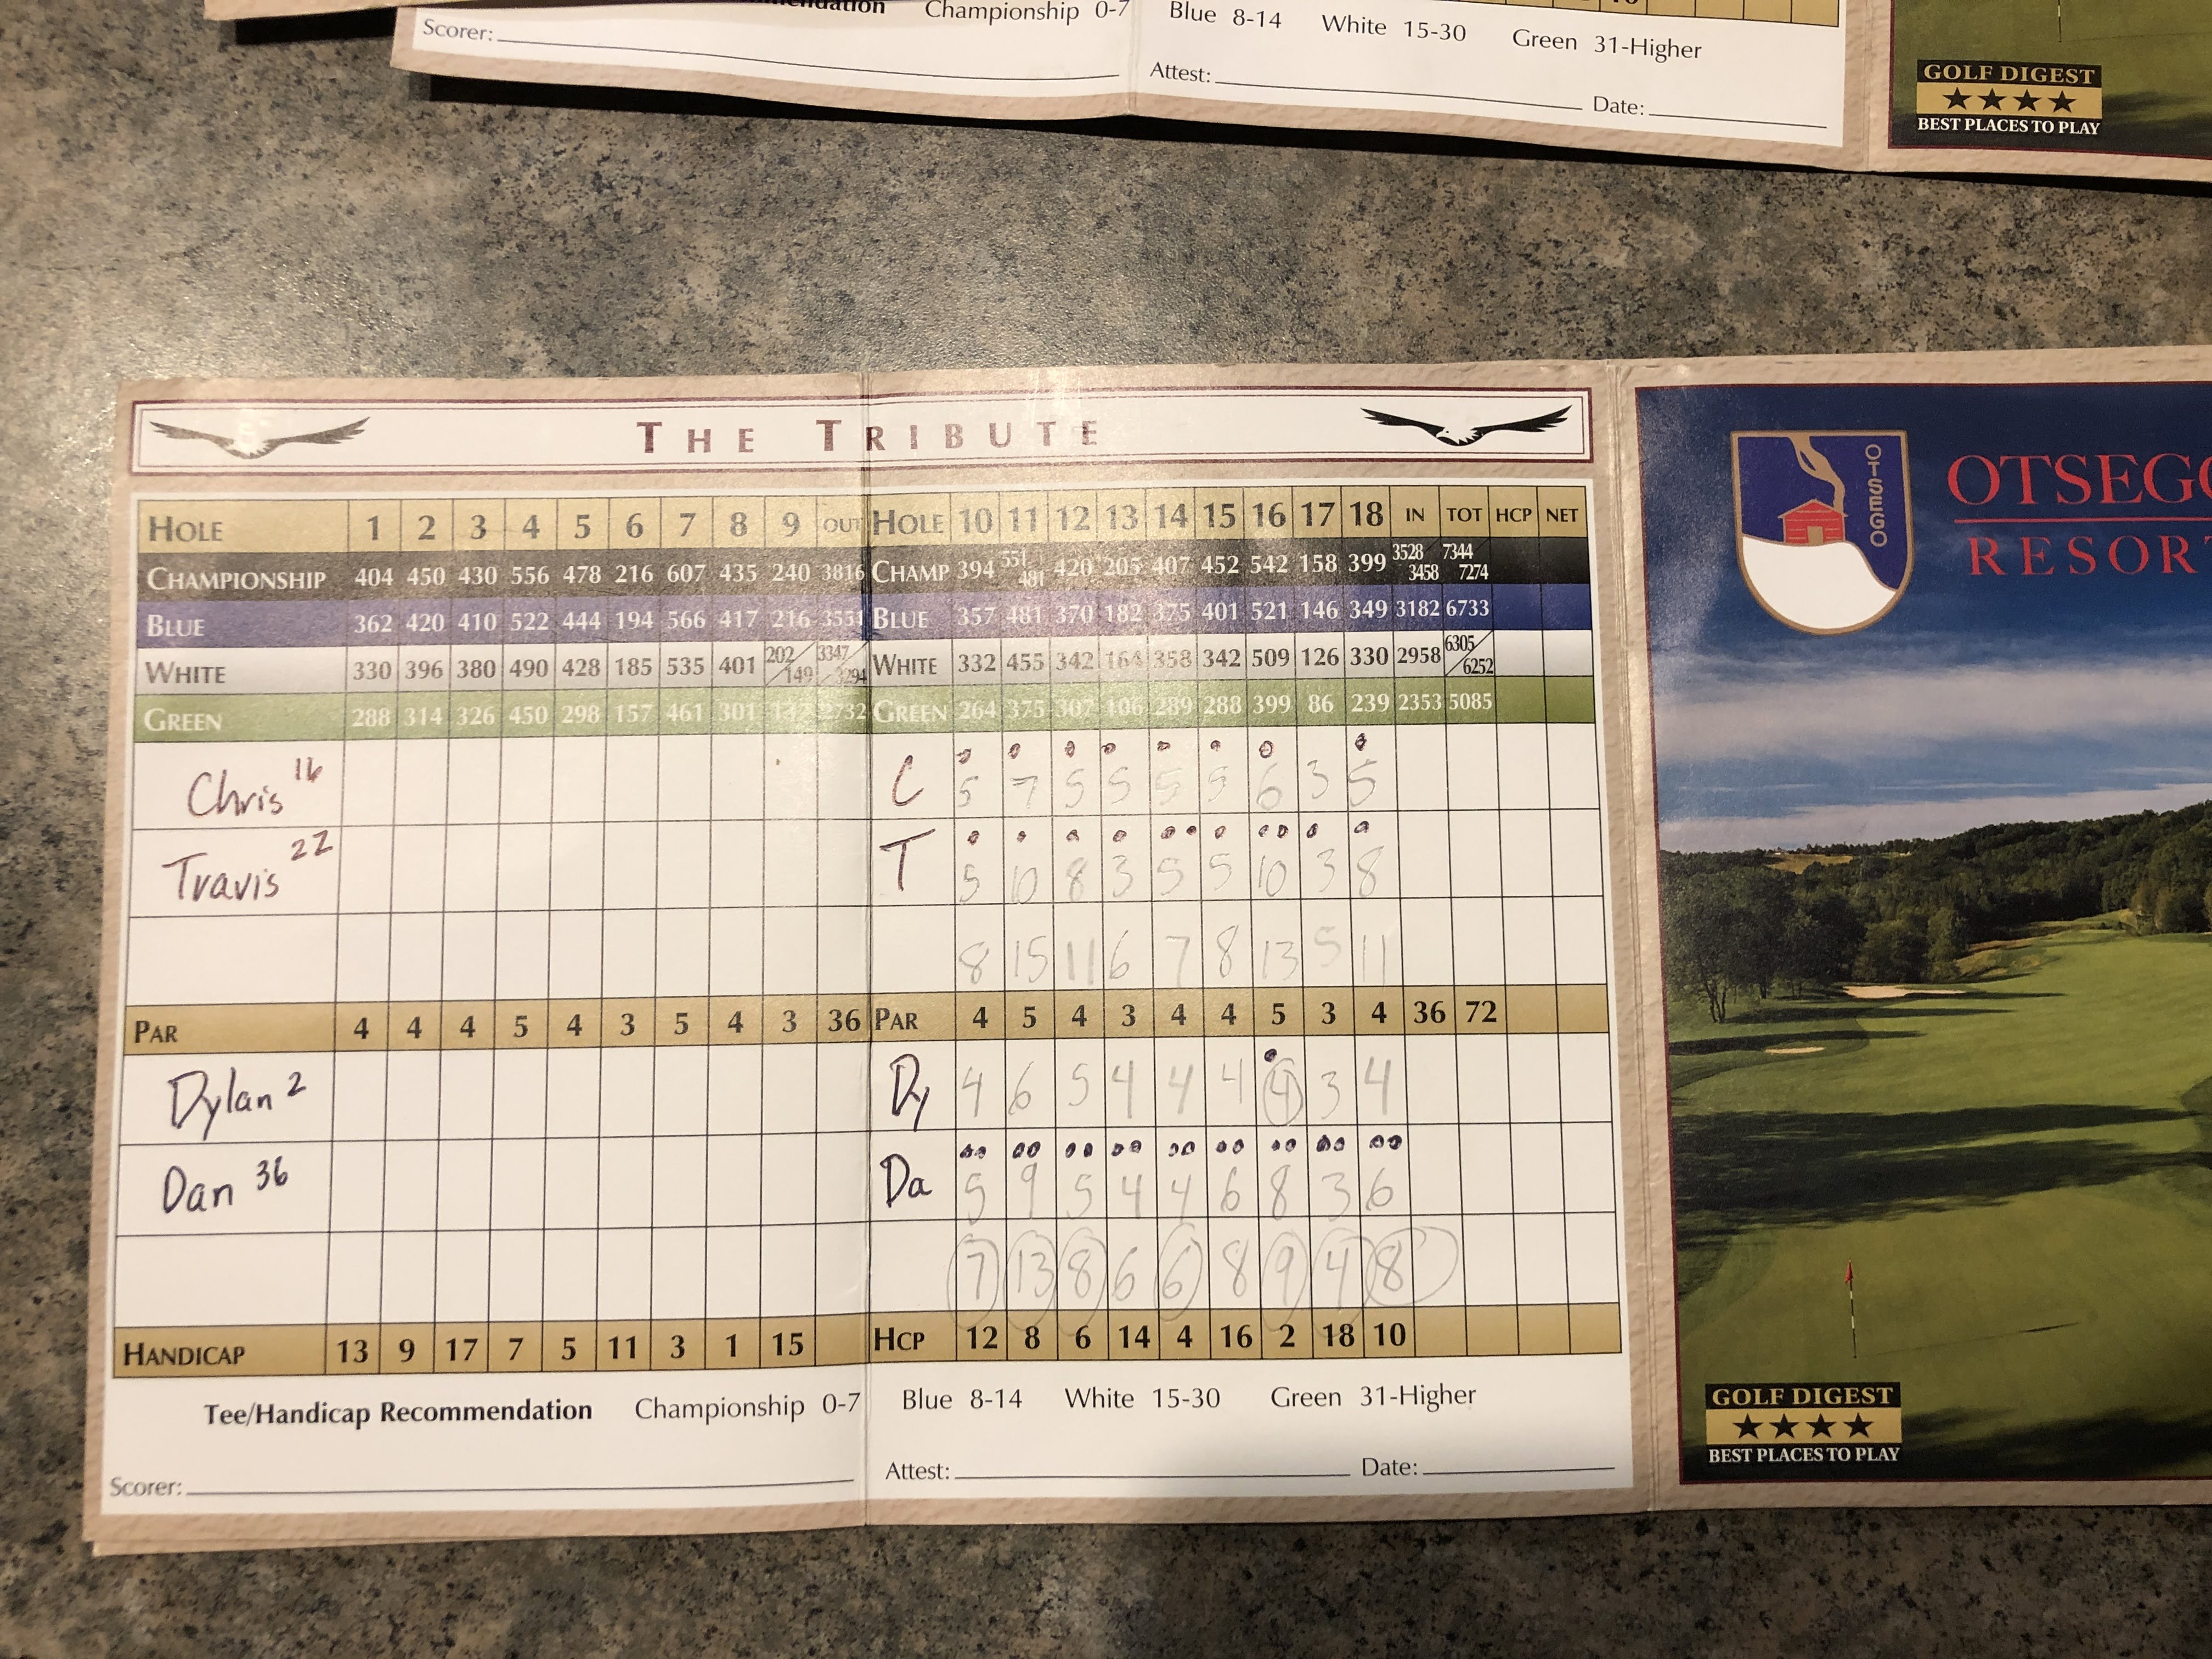 Championship 0-7 Blue 8-14 White 15-30 Green 31-Higher
Scorer:
Attest:
Date:
GOLF DIGEST
★★★★
BEST PLACES TO PLAY
THE TRIBUTE
HOLE 1 2 3 4 5 6 7 8 9 OUT HOLE 10 11 12 13 14 15 16 17 18 IN TOT HCP NET
CHAMPIONSHIP 404 450 430 556 478 216 607 435 240 3816 CHAMP 394 551/481 420 205 407 452 542 158 399 3528/3458 7344/7274
BLUE 362 420 410 522 444 194 566 417 216 3551 BLUE 357 481 370 182 375 401 521 146 349 3182 6733
WHITE 330 396 380 490 428 185 535 401 202/149 3347/3294 WHITE 332 455 342 164 358 342 509 126 330 2958 6305/6252
GREEN 288 314 326 450 298 157 461 301 137 2732 GREEN 264 375 307 106 289 288 399 86 239 2353 5085
Chris 16 C 5 7 5 5 5 5 6 3 5
Travis 22 T 5 10 8 3 5 5 10 3 8
8 15 11 6 7 8 13 5 11
PAR 4 4 4 5 4 3 5 4 3 36 PAR 4 5 4 3 4 4 5 3 4 36 72
Dylan 2 Dy 4 6 5 4 4 4 4 3 4
Dan 36 Da 5 9 5 4 4 6 8 3 6
7 13 8 6 6 8 9 4 8
HANDICAP 13 9 17 7 5 11 3 1 15 HCP 12 8 6 14 4 16 2 18 10
Tee/Handicap Recommendation Championship 0-7 Blue 8-14 White 15-30 Green 31-Higher
Scorer: Attest: Date:
OTSEGO
OTSEGO
RESORT
GOLF DIGEST
★★★★
BEST PLACES TO PLAY